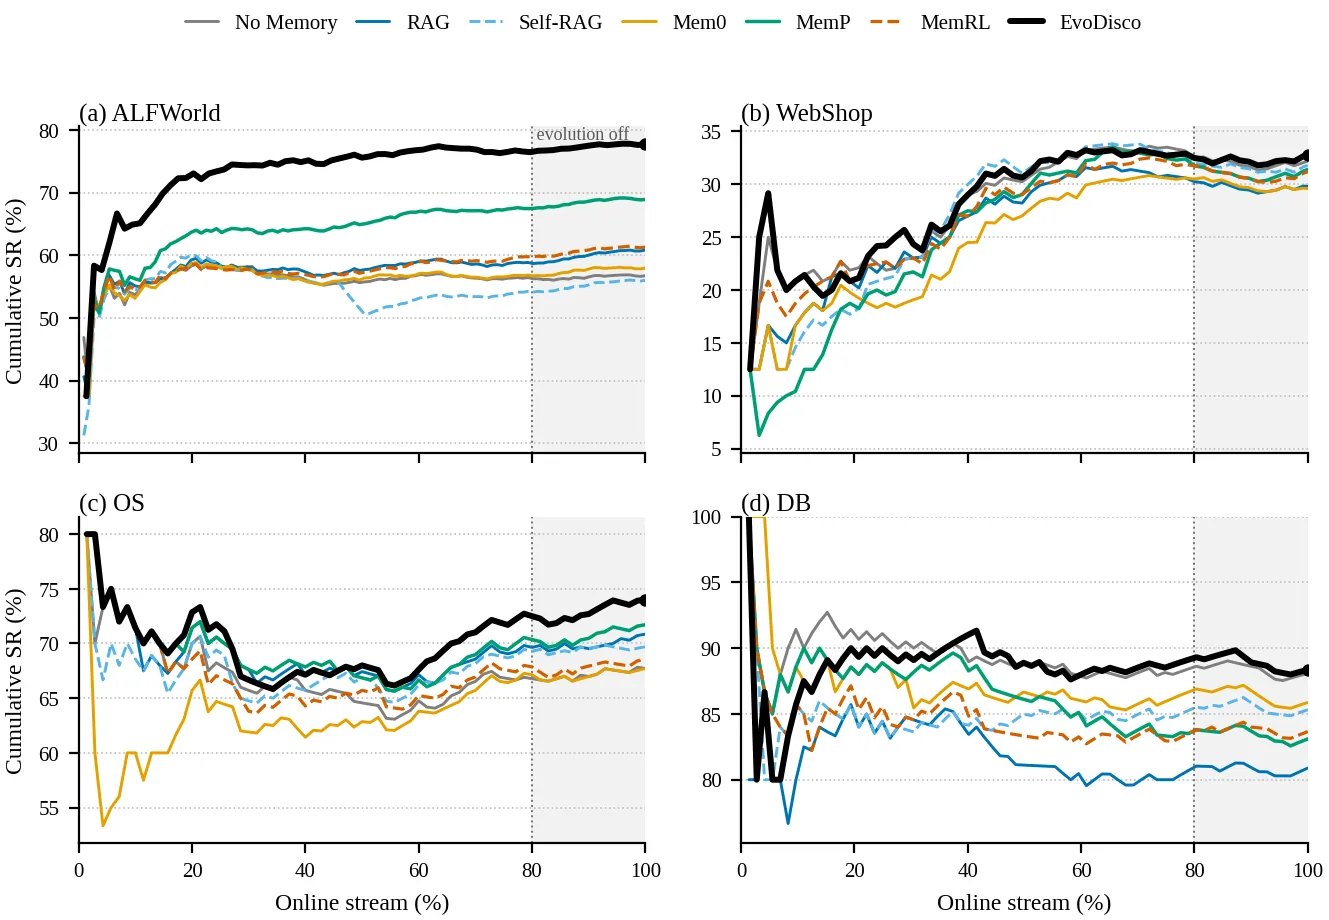 No Memory RAG Self-RAG Mem0 MemP MemRL EvoDisco
(a) ALFWorld
80
70
60
50
40
30
Cumulative SR (%)
evolution off
(b) WebShop
35
30
25
20
15
10
5
(c) OS
80
75
70
65
60
55
Cumulative SR (%)
0 20 40 60 80 100
Online stream (%)
(d) DB
100
95
90
85
80
0 20 40 60 80 100
Online stream (%)